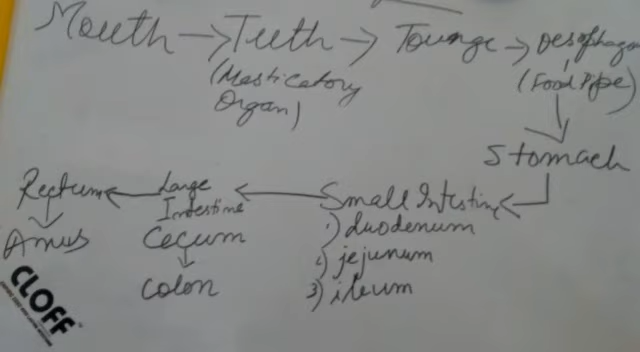 Mouth → Teeth → Tounge → Oesophagus
(Masticatory
Organ)
(Food Pipe)
Stomach
Small Intestine
1) duodenum
2) jejunum
3) ileum
Large
Intestine
Cecum
Colon
Rectum
Anus
CLOFF™